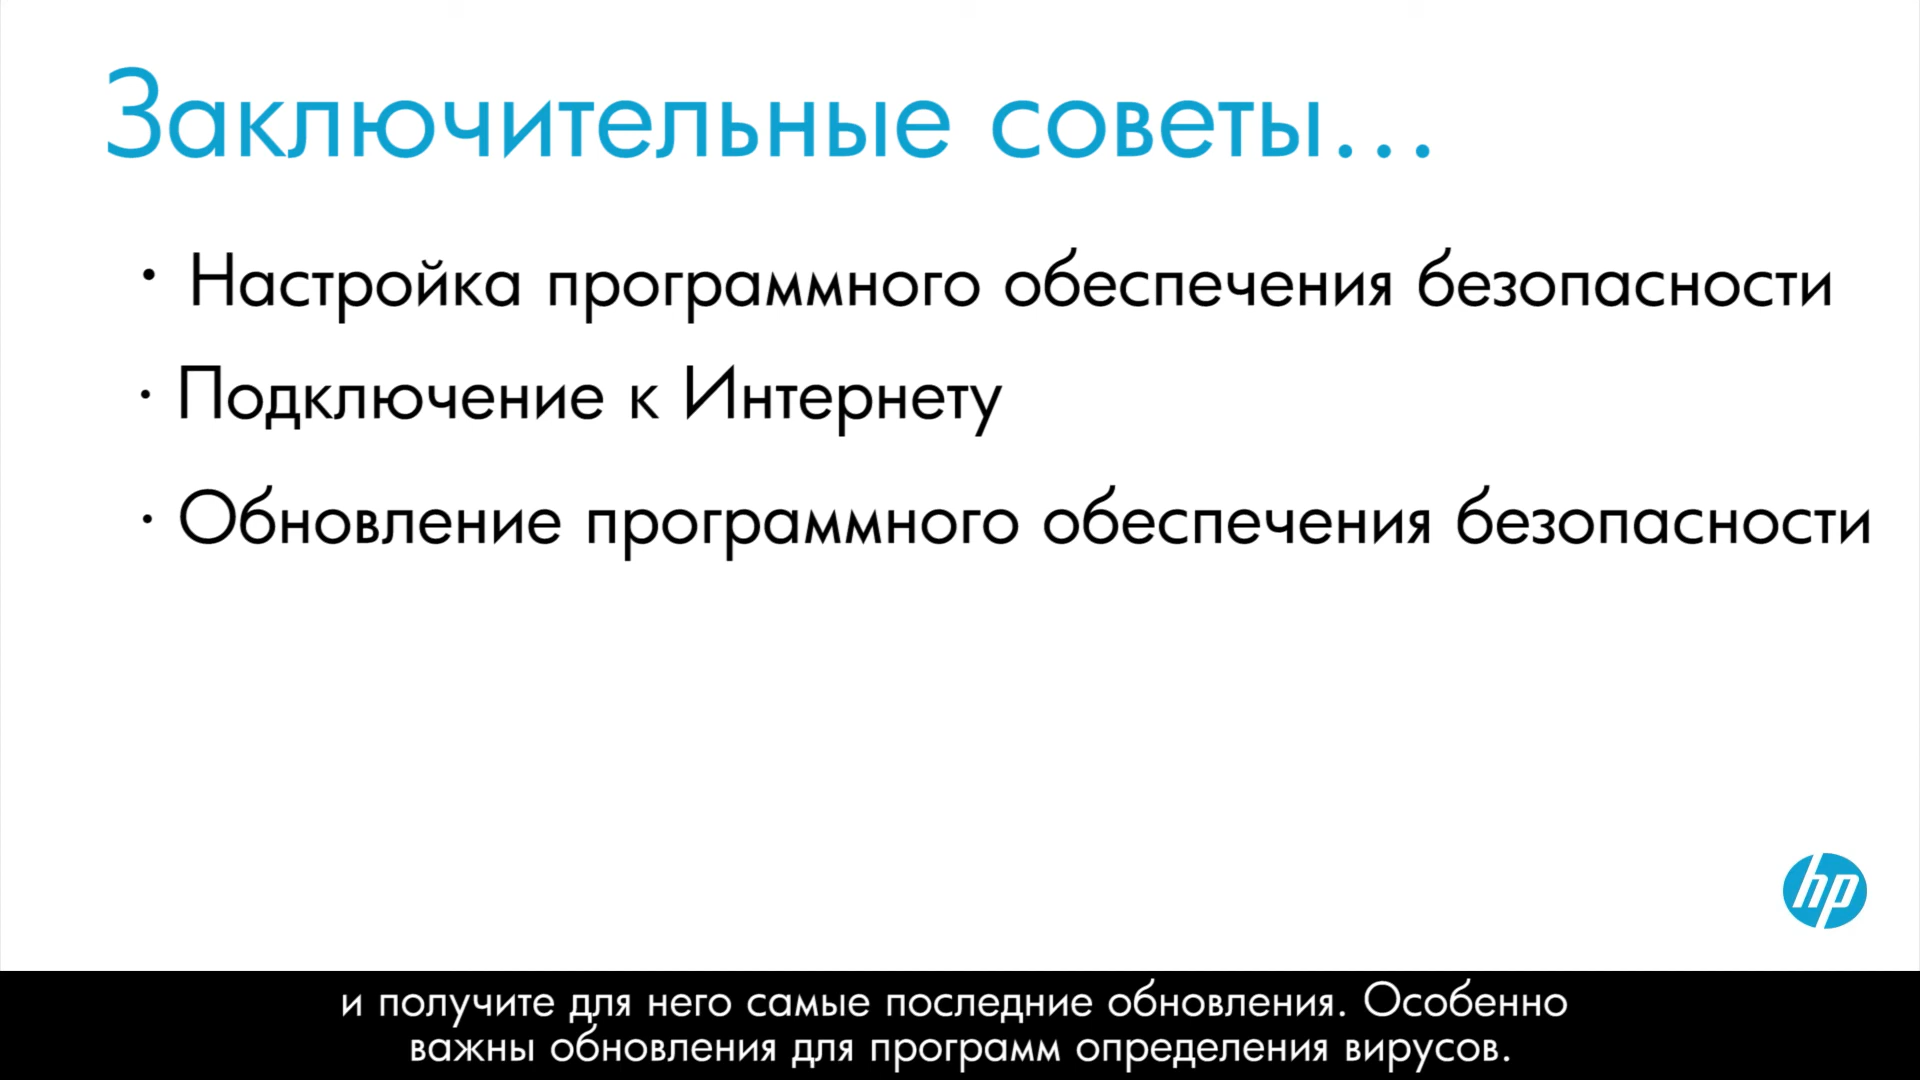 Заключительные советы...
• Настройка программного обеспечения безопасности
• Подключение к Интернету
• Обновление программного обеспечения безопасности
hp
и получите для него самые последние обновления. Особенно
важны обновления для программ определения вирусов.